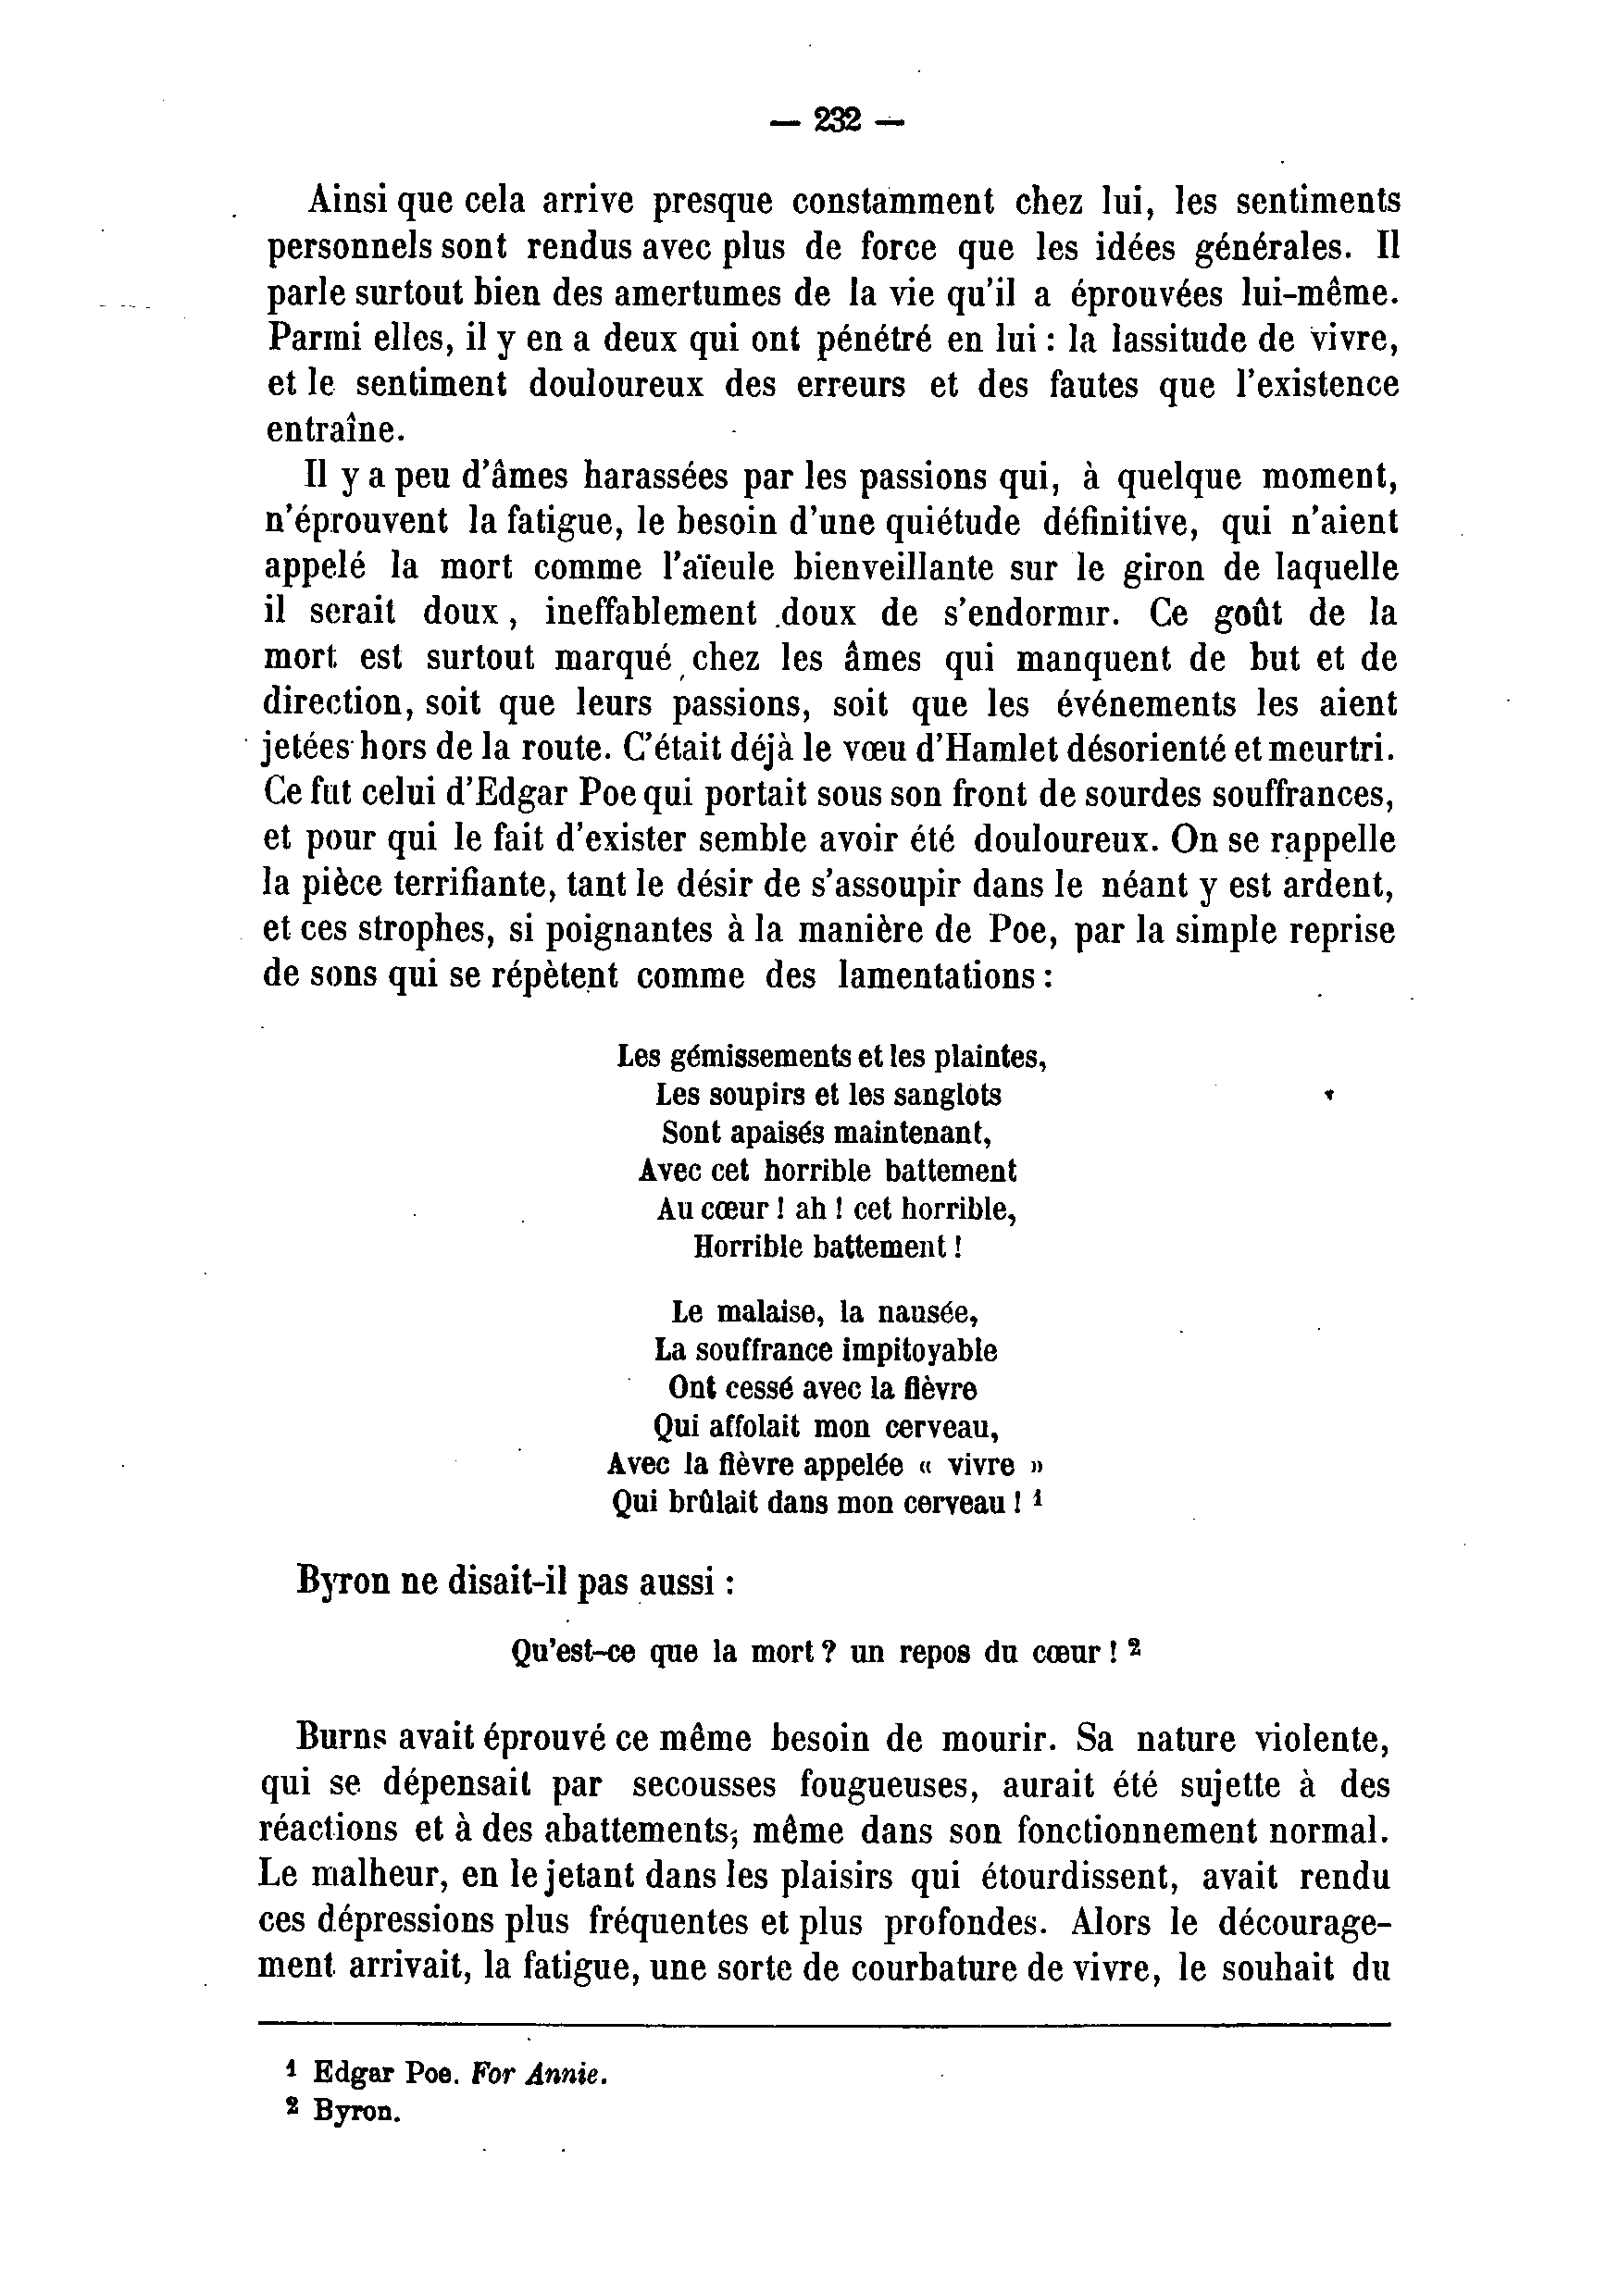 — 232 —
Ainsi que cela arrive presque constamment chez lui, les sentiments
personnels sont rendus avec plus de force que les idées générales. Il
parle surtout bien des amertumes de la vie qu'il a éprouvées lui-même.
Parmi elles, il y en a deux qui ont pénétré en lui : la lassitude de vivre,
et le sentiment douloureux des erreurs et des fautes que l'existence
entraîne.
Il y a peu d'âmes harassées par les passions qui, à quelque moment,
n'éprouvent la fatigue, le besoin d'une quiétude définitive, qui n'aient
appelé la mort comme l'aïeule bienveillante sur le giron de laquelle
il serait doux, ineffablement doux de s'endormir. Ce goût de la
mort est surtout marqué chez les âmes qui manquent de but et de
direction, soit que leurs passions, soit que les événements les aient
jetées hors de la route. C'était déjà le vœu d'Hamlet désorienté et meurtri.
Ce fut celui d'Edgar Poe qui portait sous son front de sourdes souffrances,
et pour qui le fait d'exister semble avoir été douloureux. On se rappelle
la pièce terrifiante, tant le désir de s'assoupir dans le néant y est ardent,
et ces strophes, si poignantes à la manière de Poe, par la simple reprise
de sons qui se répètent comme des lamentations :
Les gémissements et les plaintes,
Les soupirs et les sanglots
Sont apaisés maintenant,
Avec cet horrible battement
Au cœur ! ah ! cet horrible,
Horrible battement !
Le malaise, la nausée,
La souffrance impitoyable
Ont cessé avec la fièvre
Qui affolait mon cerveau,
Avec la fièvre appelée « vivre »
Qui brûlait dans mon cerveau ! 1
Byron ne disait-il pas aussi :
Qu'est-ce que la mort ? un repos du cœur ! 2
Burns avait éprouvé ce même besoin de mourir. Sa nature violente,
qui se dépensait par secousses fougueuses, aurait été sujette à des
réactions et à des abattements, même dans son fonctionnement normal.
Le malheur, en le jetant dans les plaisirs qui étourdissent, avait rendu
ces dépressions plus fréquentes et plus profondes. Alors le décourage-
ment arrivait, la fatigue, une sorte de courbature de vivre, le souhait du
1 Edgar Poe. For Annie.
2 Byron.